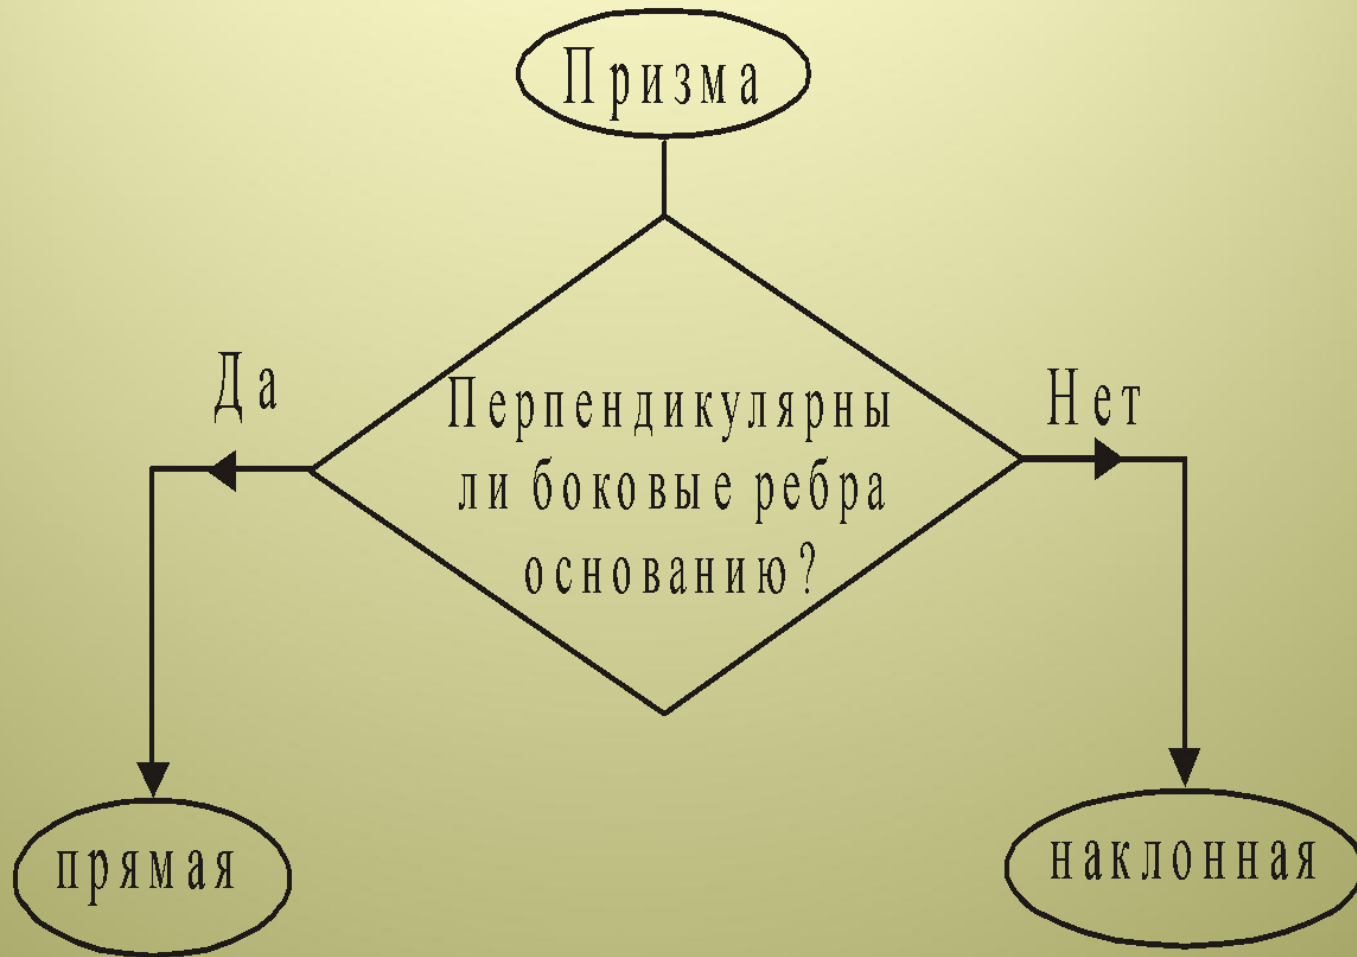 Призма
Да
Нет
Перпендикулярны
ли боковые ребра
основанию?
прямая
наклонная